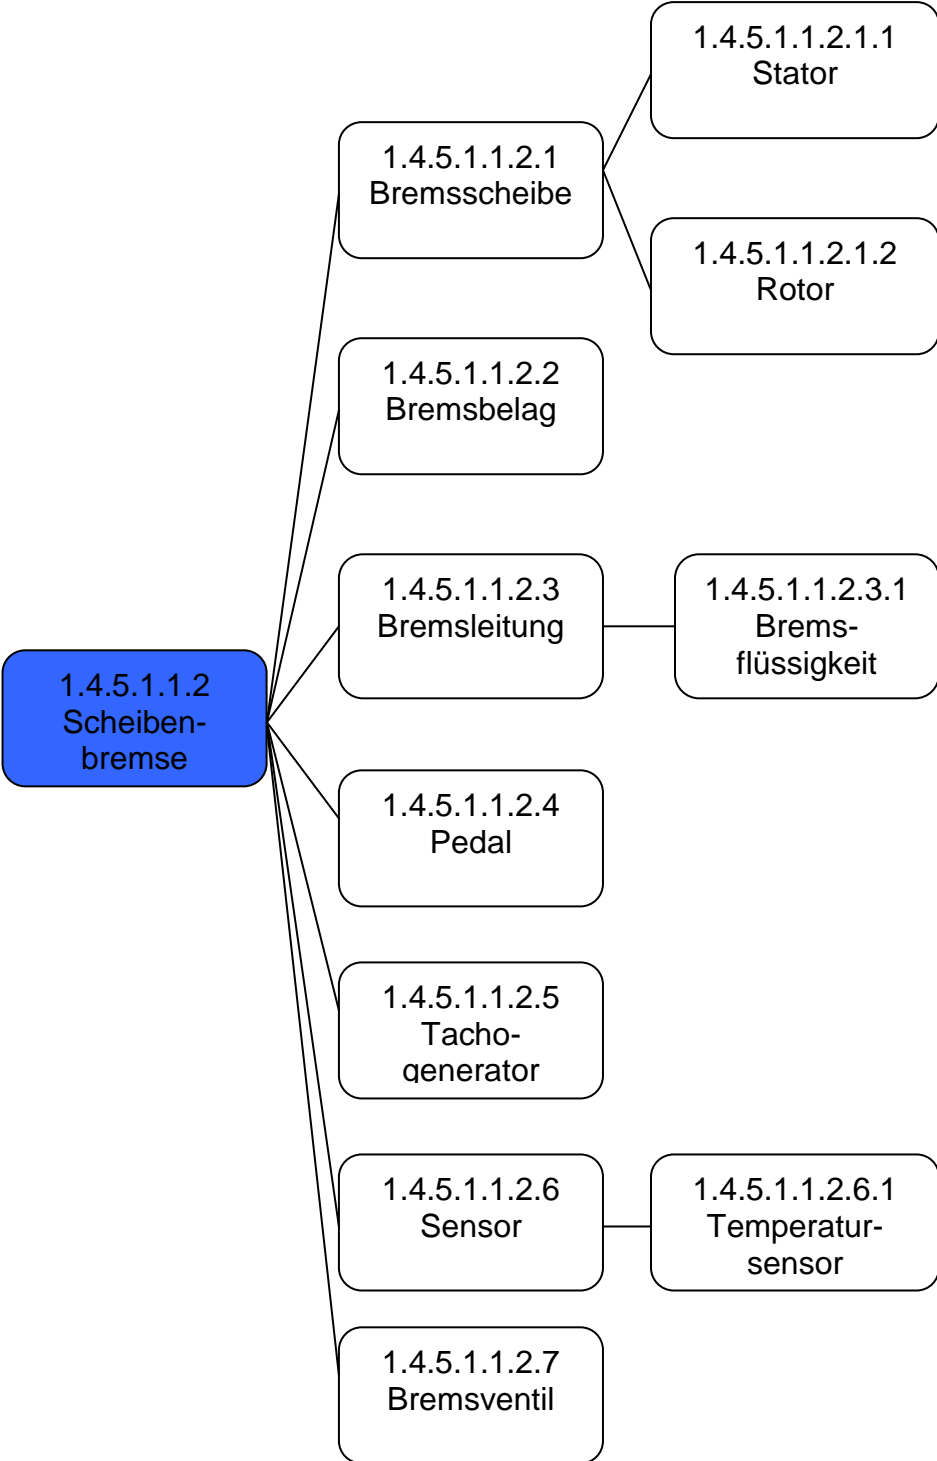 1.4.5.1.1.2
Scheiben-
bremse
1.4.5.1.1.2.1
Bremsscheibe
1.4.5.1.1.2.1.1
Stator
1.4.5.1.1.2.1.2
Rotor
1.4.5.1.1.2.2
Bremsbelag
1.4.5.1.1.2.3
Bremsleitung
1.4.5.1.1.2.3.1
Brems-
flüssigkeit
1.4.5.1.1.2.4
Pedal
1.4.5.1.1.2.5
Tacho-
generator
1.4.5.1.1.2.6
Sensor
1.4.5.1.1.2.6.1
Temperatur-
sensor
1.4.5.1.1.2.7
Bremsventil